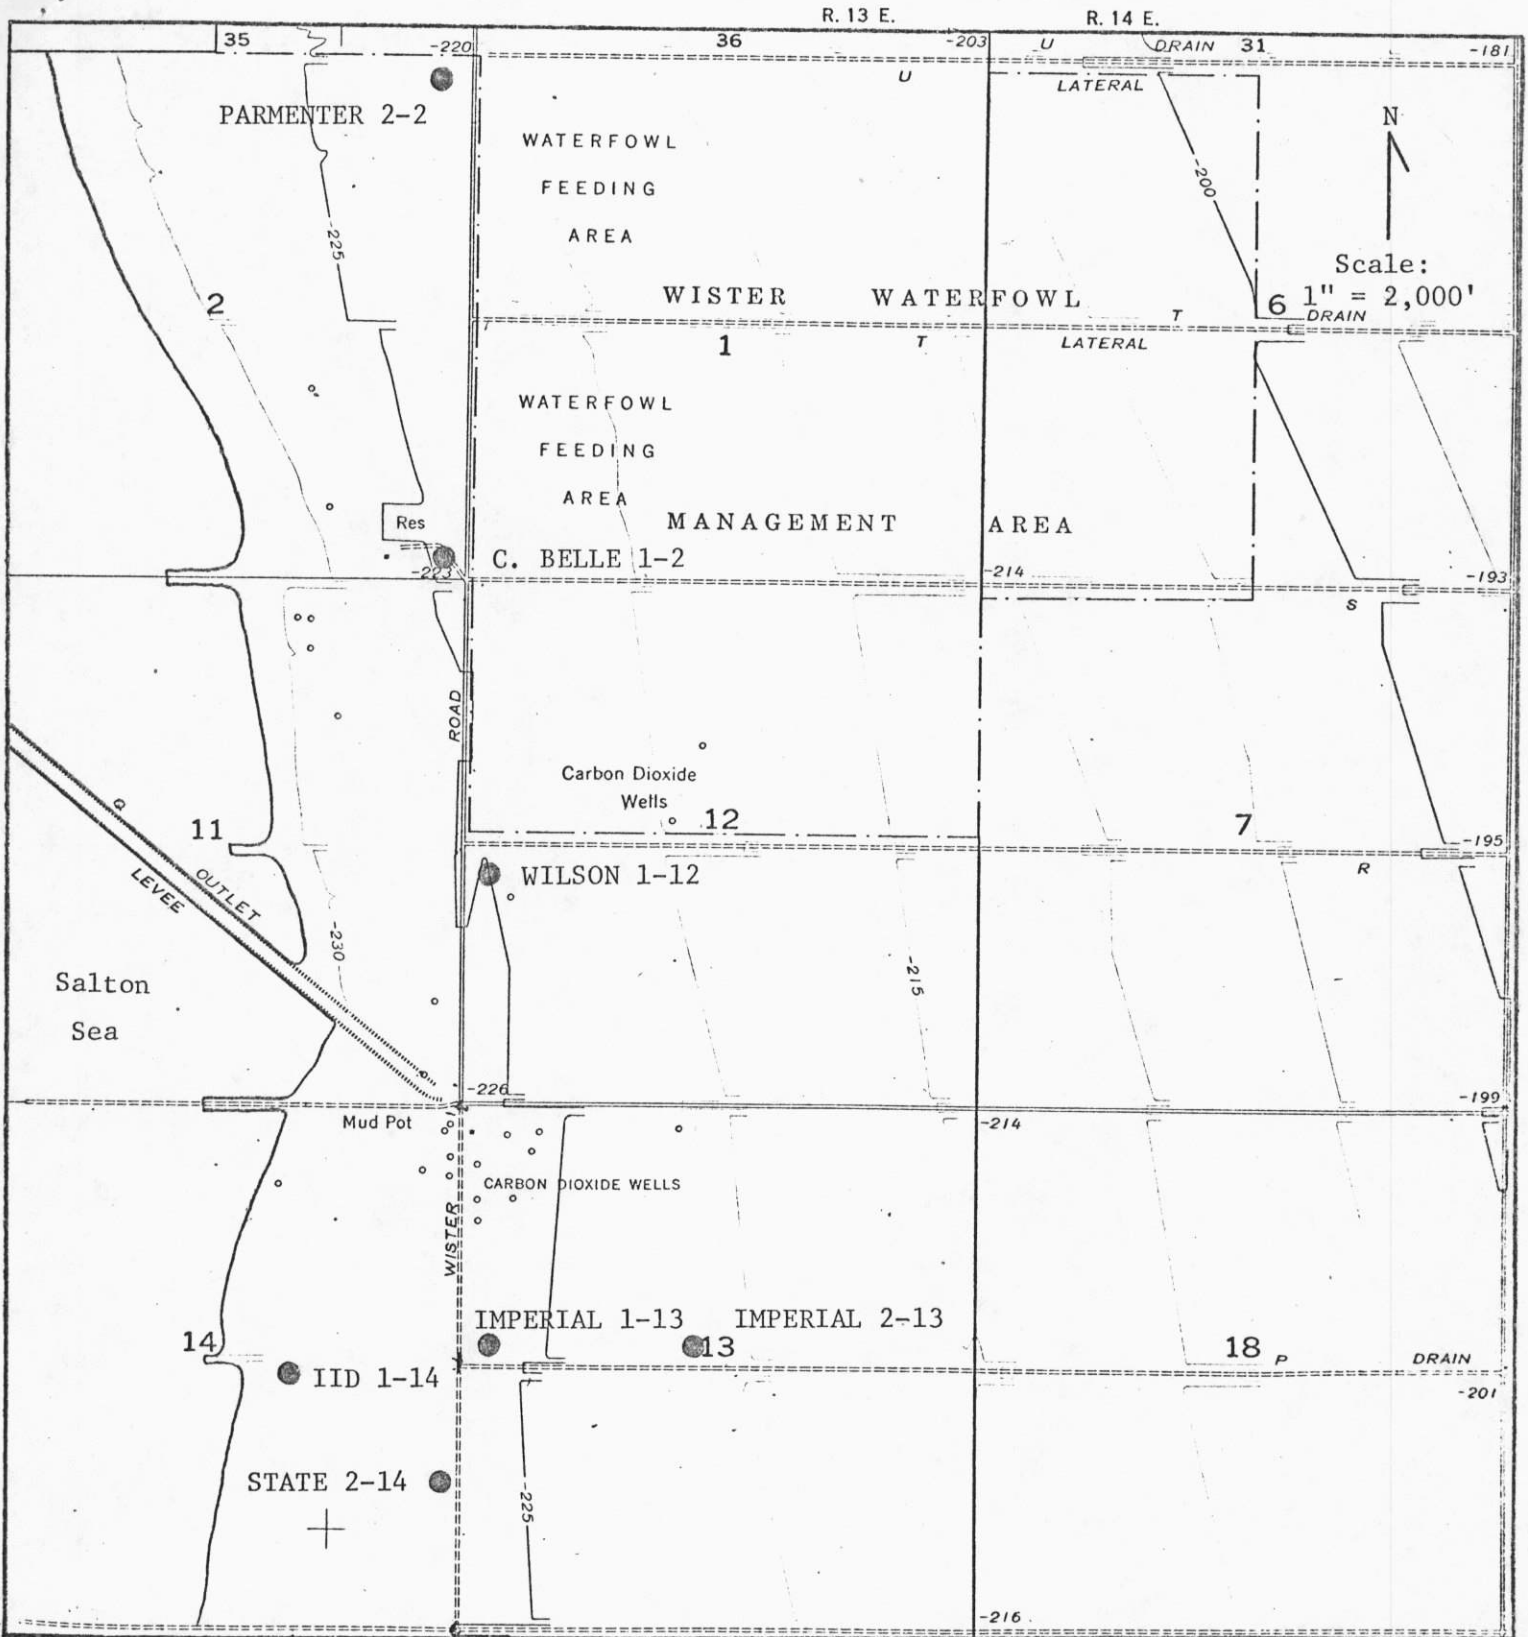 R. 13 E. R. 14 E.
35 -220 36 -203 U DRAIN 31 -181
U LATERAL
PARMENTER 2-2 N
WATERFOWL
FEEDING
AREA
-200
-225
Scale:
1" = 2,000'
2 WISTER WATERFOWL 6
T DRAIN
1 T LATERAL
WATERFOWL
FEEDING
AREA
Res MANAGEMENT AREA
C. BELLE 1-2
-223 -214 -193
S
ROAD
Carbon Dioxide
Wells
Q 11 12 7 -195
OUTLET WILSON 1-12 R
LEVEE
-230 -215
Salton
Sea
-226 -199
Mud Pot -214
CARBON DIOXIDE WELLS
WISTER
IMPERIAL 1-13 IMPERIAL 2-13
14 13 18 P DRAIN
IID 1-14 -201
STATE 2-14
-225
-216